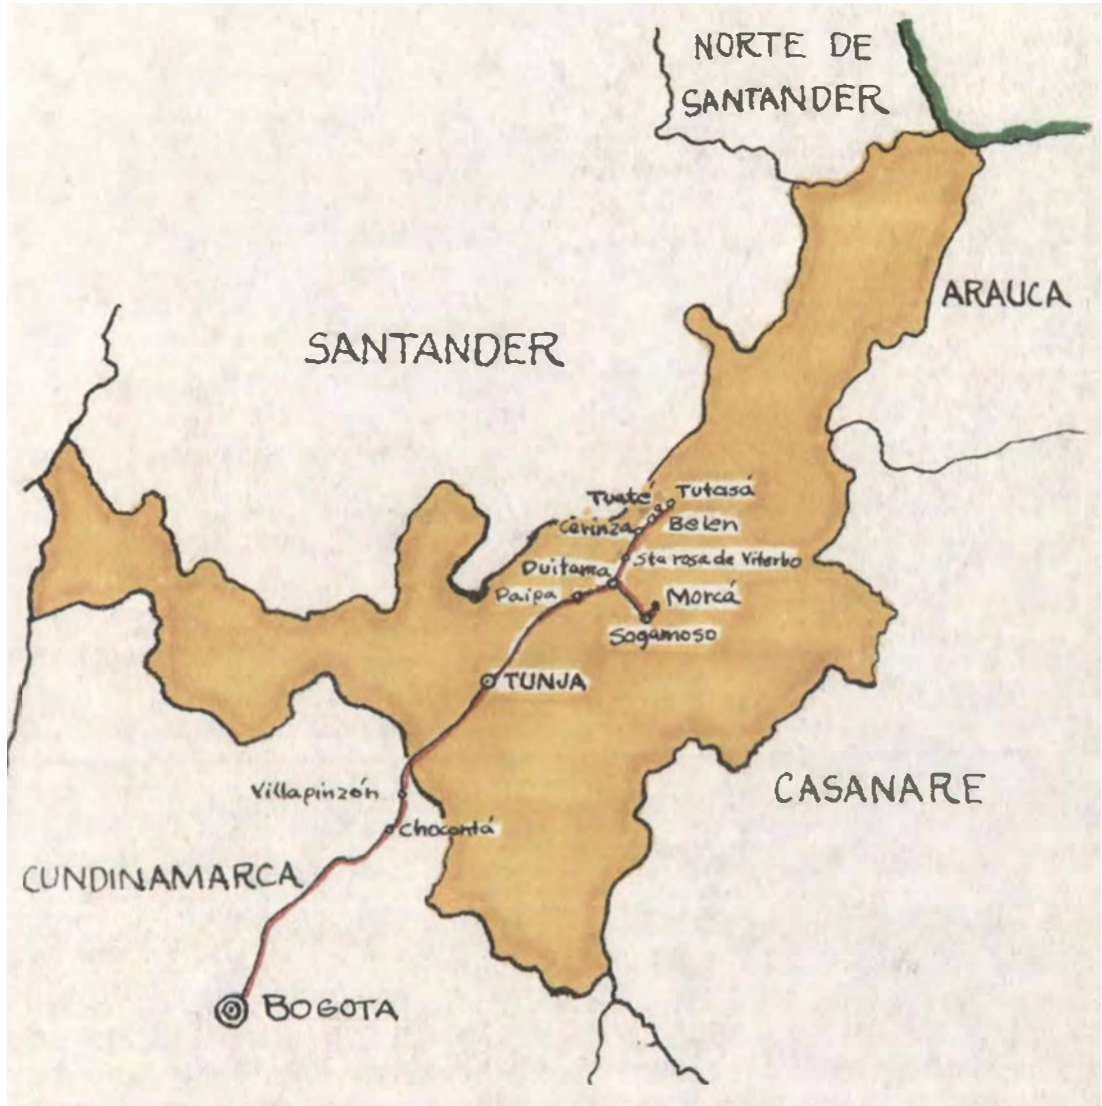 NORTE DE
SANTANDER
ARAUCA
SANTANDER
Tuaté
Tutasá
Cerinza
Belen
Sta rosa de Viterbo
Duitama
Paipa
Morcá
Sogamoso
TUNJA
Villapinzón
CASANARE
Chocontá
CUNDINAMARCA
BOGOTA